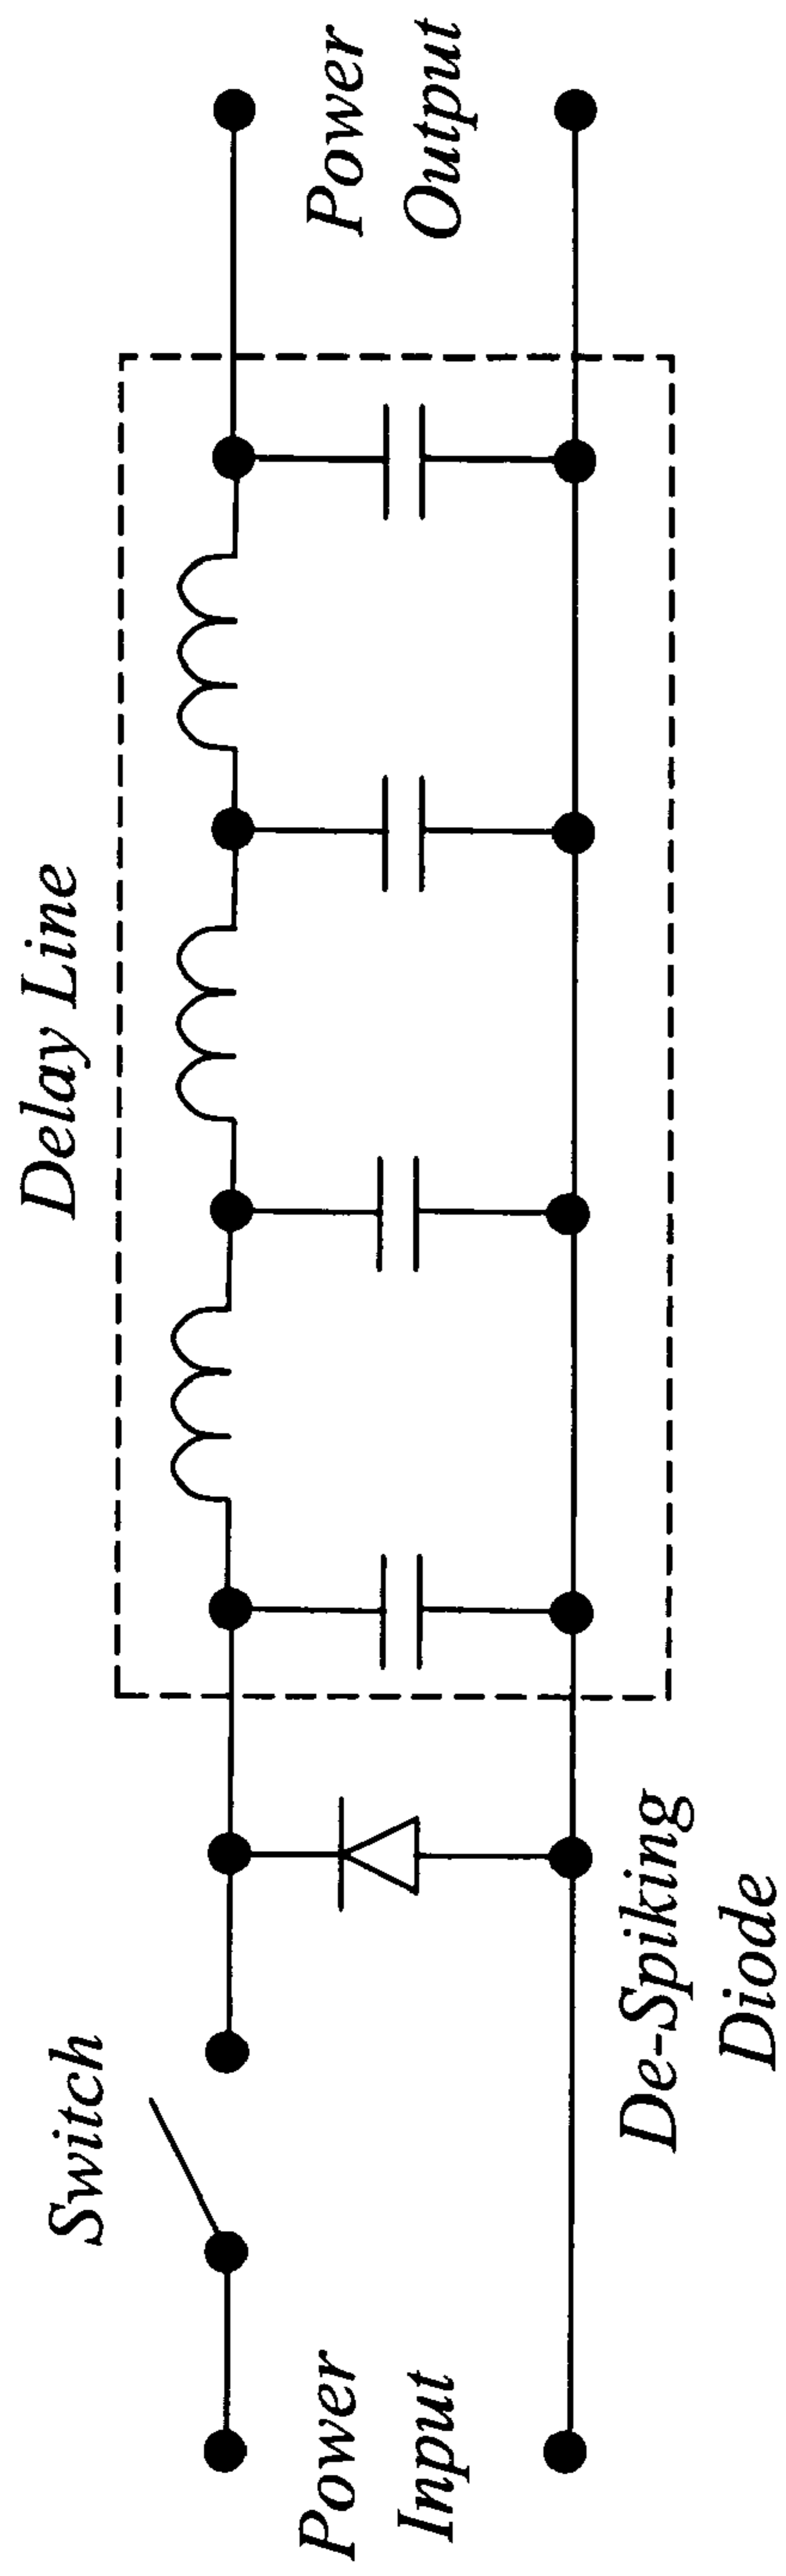 Delay Line
Switch
Power
Input
De-Spiking
Diode
Power
Output